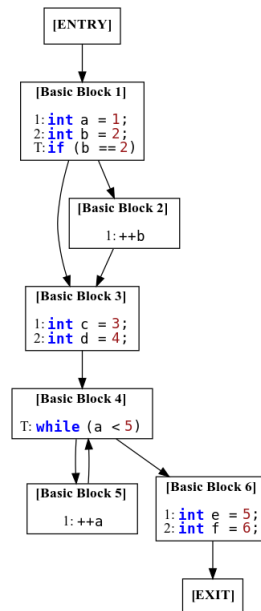 [ENTRY]
[Basic Block 1]
1: int a = 1;
2: int b = 2;
T: if (b == 2)
[Basic Block 2]
1: ++b
[Basic Block 3]
1: int c = 3;
2: int d = 4;
[Basic Block 4]
T: while (a < 5)
[Basic Block 5]
1: ++a
[Basic Block 6]
1: int e = 5;
2: int f = 6;
[EXIT]